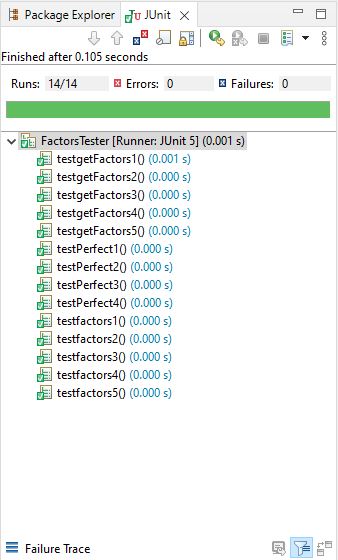 Package Explorer JUnit
Finished after 0.105 seconds
Runs: 14/14 Errors: 0 Failures: 0
FactorsTester [Runner: JUnit 5] (0.001 s)
testgetFactors1() (0.001 s)
testgetFactors2() (0.000 s)
testgetFactors3() (0.000 s)
testgetFactors4() (0.000 s)
testgetFactors5() (0.000 s)
testPerfect1() (0.000 s)
testPerfect2() (0.000 s)
testPerfect3() (0.000 s)
testPerfect4() (0.000 s)
testfactors1() (0.000 s)
testfactors2() (0.000 s)
testfactors3() (0.000 s)
testfactors4() (0.000 s)
testfactors5() (0.000 s)
Failure Trace